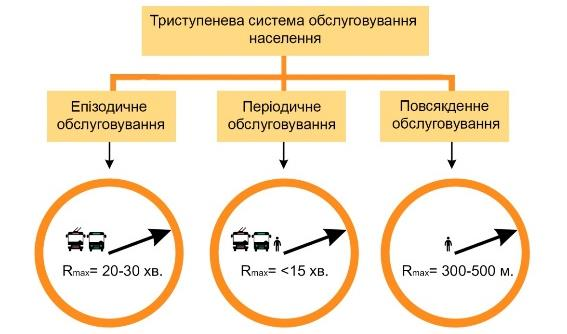 Триступенева система обслуговування
населення
Епізодичне
обслуговування
Періодичне
обслуговування
Повсякденне
обслуговування
Rmax= 20-30 хв.
Rmax= <15 хв.
Rmax= 300-500 м.